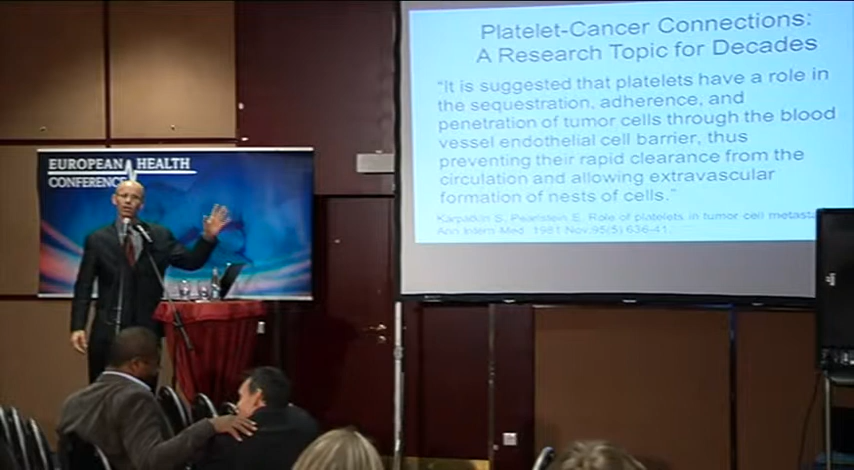 EUROPEAN HEALTH
CONFERENCE
Platelet-Cancer Connections:
A Research Topic for Decades
"It is suggested that platelets have a role in
the sequestration, adherence, and
penetration of tumor cells through the blood
vessel endothelial cell barrier, thus
preventing their rapid clearance from the
circulation and allowing extravascular
formation of nests of cells."
Karpatkin S, Pearlstein E. Role of platelets in tumor cell metasta
Ann Intern Med. 1981 Nov;95(5):636-41.